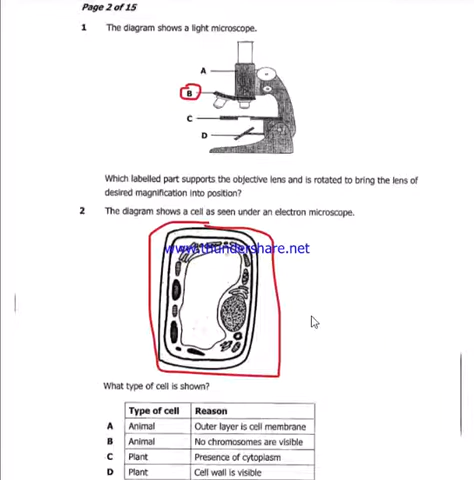 Page 2 of 15
1 The diagram shows a light microscope.
A
B
C
D
Which labelled part supports the objective lens and is rotated to bring the lens of
desired magnification into position?
2 The diagram shows a cell as seen under an electron microscope.
www.thundershare.net
What type of cell is shown?
Type of cell Reason
A Animal Outer layer is cell membrane
B Animal No chromosomes are visible
C Plant Presence of cytoplasm
D Plant Cell wall is visible